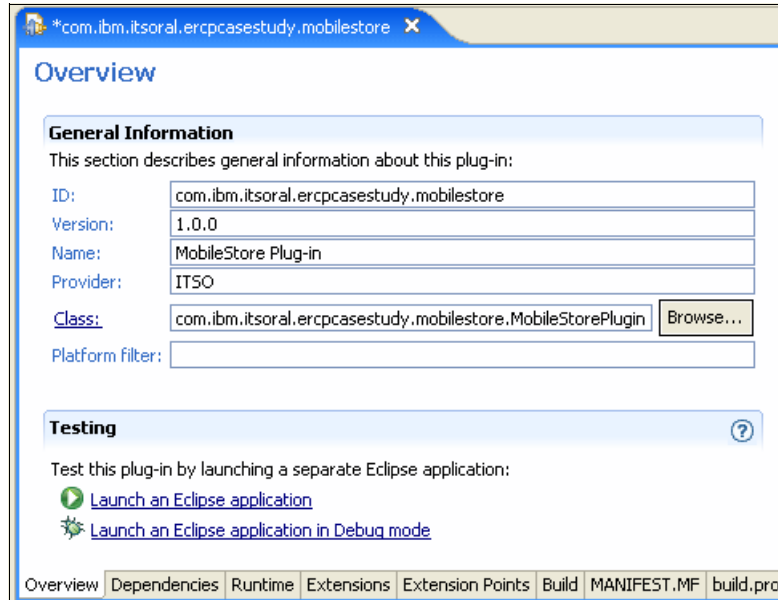 *com.ibm.itsoral.ercpcasestudy.mobilestore
Overview
General Information
This section describes general information about this plug-in:
ID: com.ibm.itsoral.ercpcasestudy.mobilestore
Version: 1.0.0
Name: MobileStore Plug-in
Provider: ITSO
Class: com.ibm.itsoral.ercpcasestudy.mobilestore.MobileStorePlugin Browse...
Platform filter:
Testing
Test this plug-in by launching a separate Eclipse application:
Launch an Eclipse application
Launch an Eclipse application in Debug mode
Overview Dependencies Runtime Extensions Extension Points Build MANIFEST.MF build.pro